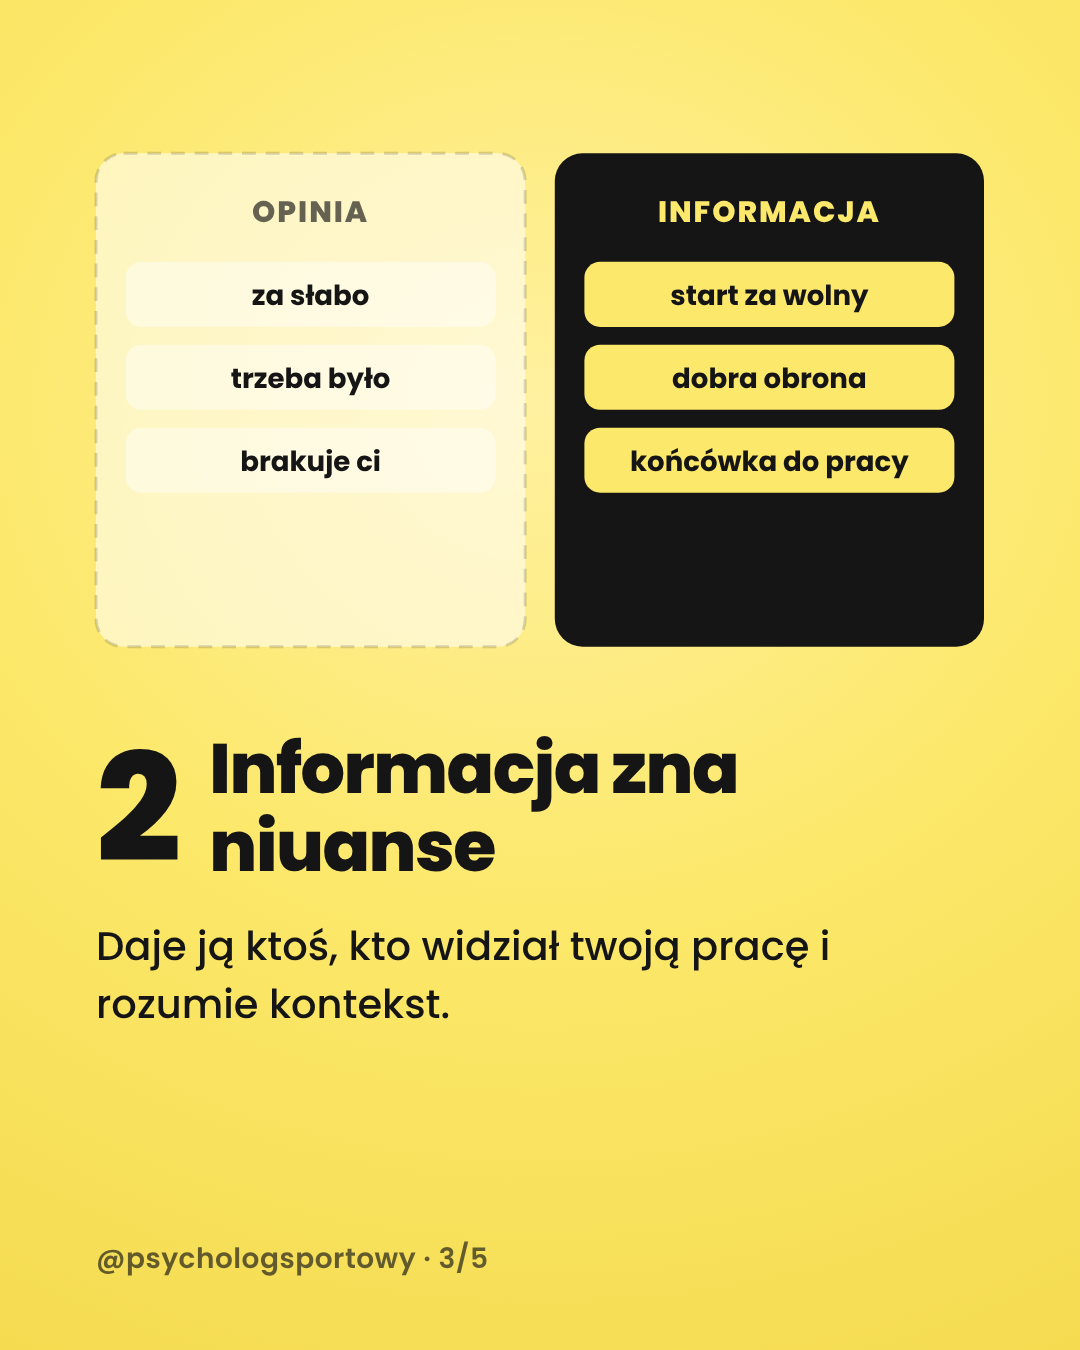 OPINIA
za słabo
trzeba było
brakuje ci
INFORMACJA
start za wolny
dobra obrona
końcówka do pracy
2
Informacja zna
niuanse
Daje ją ktoś, kto widział twoją pracę i
rozumie kontekst.
@psychologsportowy · 3/5